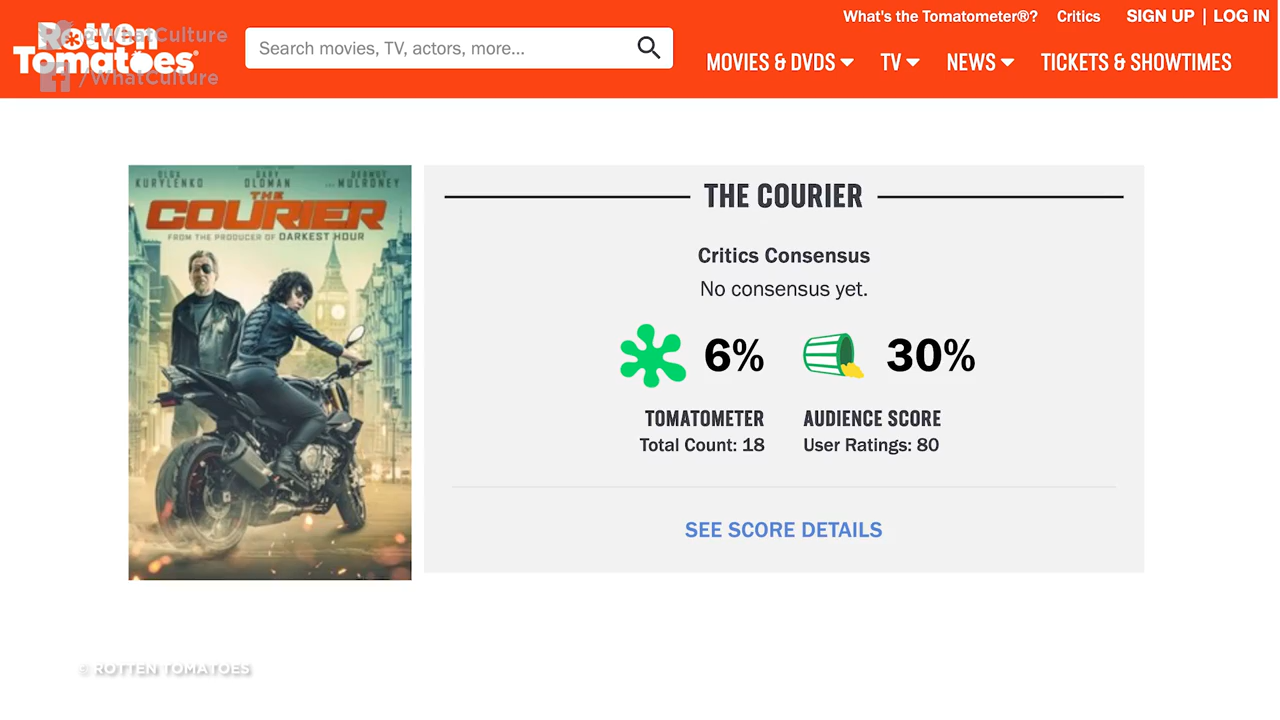 What's the Tomatometer®? Critics SIGN UP | LOG IN
@WhatCulture
Rotten
Tomatoes®
/WhatCulture
Search movies, TV, actors, more...
MOVIES & DVDS TV NEWS TICKETS & SHOWTIMES
OLGA KURYLENKO
GARY OLDMAN
AND DERMOT MULRONEY
THE
COURIER
FROM THE PRODUCER OF DARKEST HOUR
THE COURIER
Critics Consensus
No consensus yet.
6% 30%
TOMATOMETER AUDIENCE SCORE
Total Count: 18 User Ratings: 80
SEE SCORE DETAILS
© ROTTEN TOMATOES